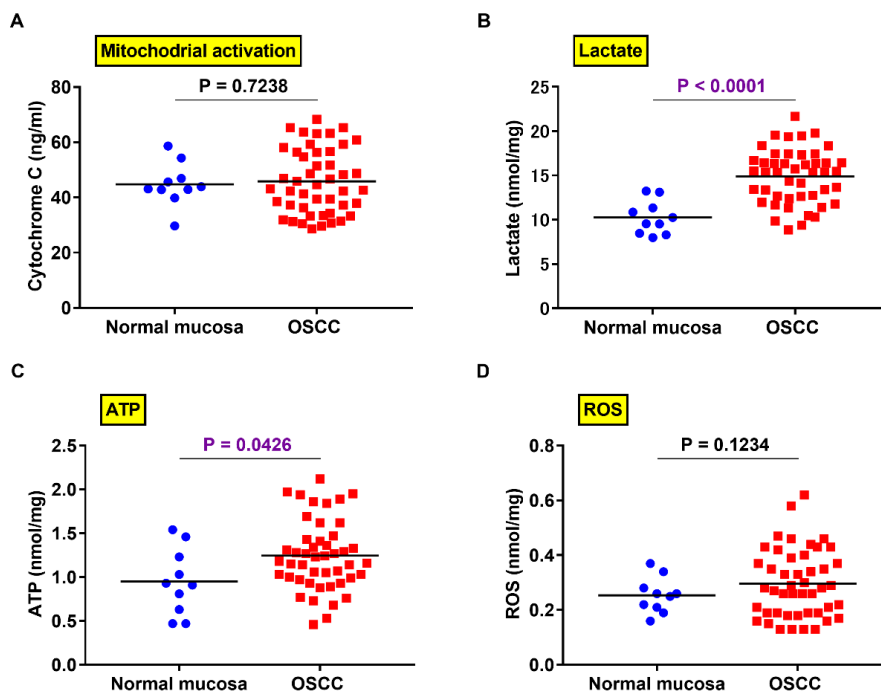 A
Mitochodrial activation
P = 0.7238
Cytochrome C (ng/ml)
80
60
40
20
0
Normal mucosa
OSCC
B
Lactate
P < 0.0001
Lactate (nmol/mg)
25
20
15
10
5
0
Normal mucosa
OSCC
C
ATP
P = 0.0426
ATP (nmol/mg)
2.5
2.0
1.5
1.0
0.5
0.0
Normal mucosa
OSCC
D
ROS
P = 0.1234
ROS (nmol/mg)
0.8
0.6
0.4
0.2
0.0
Normal mucosa
OSCC